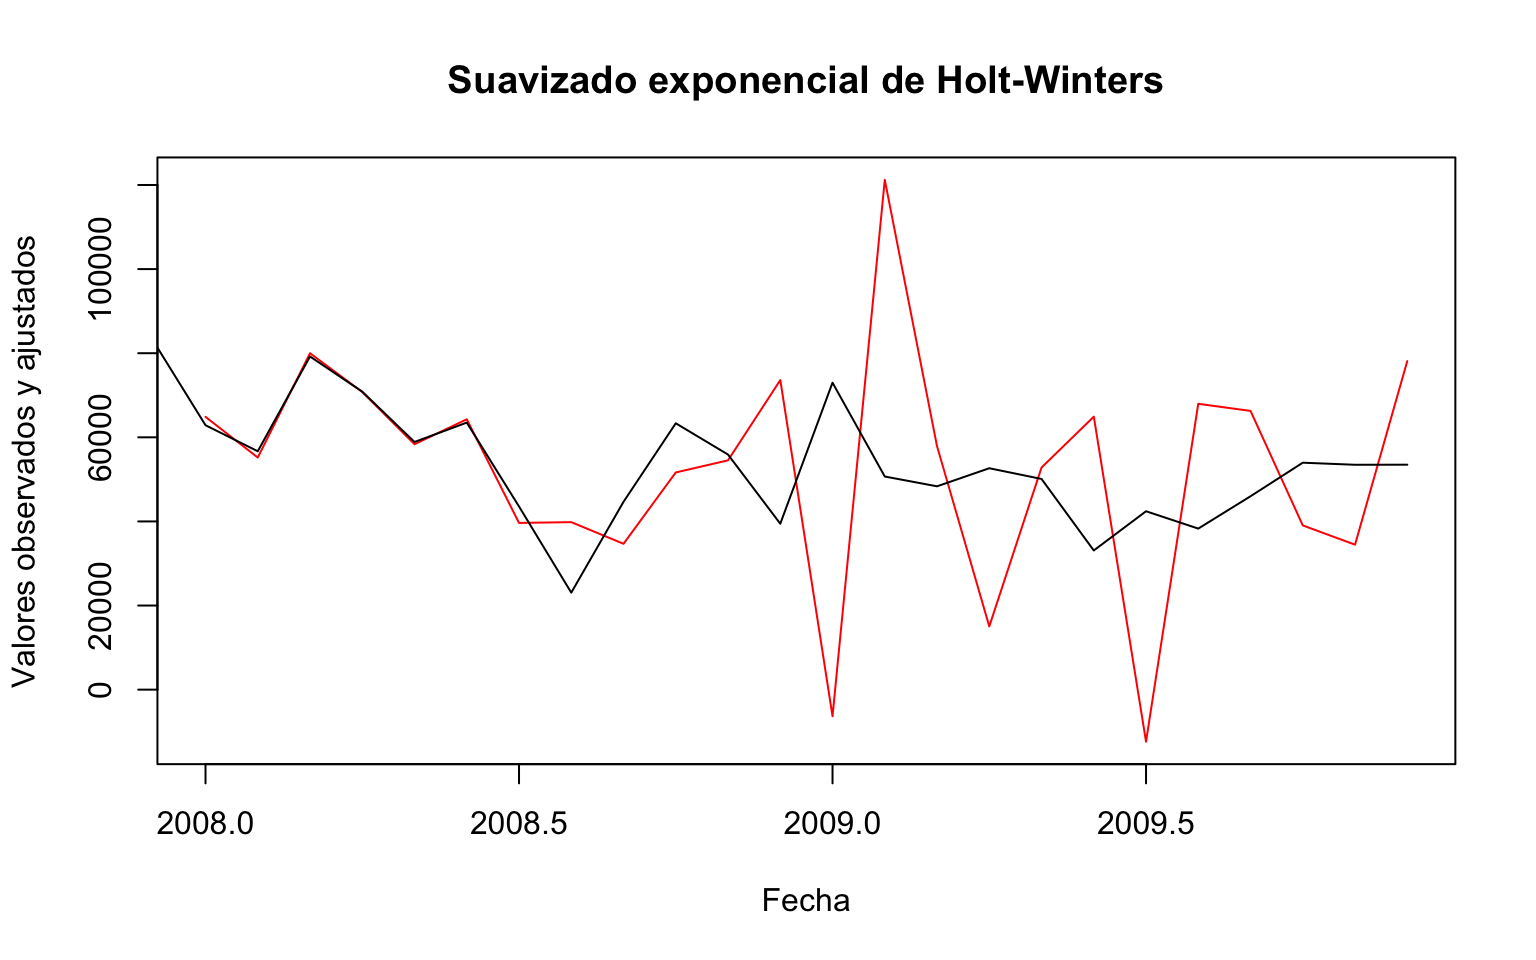 Suavizado exponencial de Holt-Winters
Valores observados y ajustados
100000
60000
20000
0
2008.0
2008.5
2009.0
2009.5
Fecha